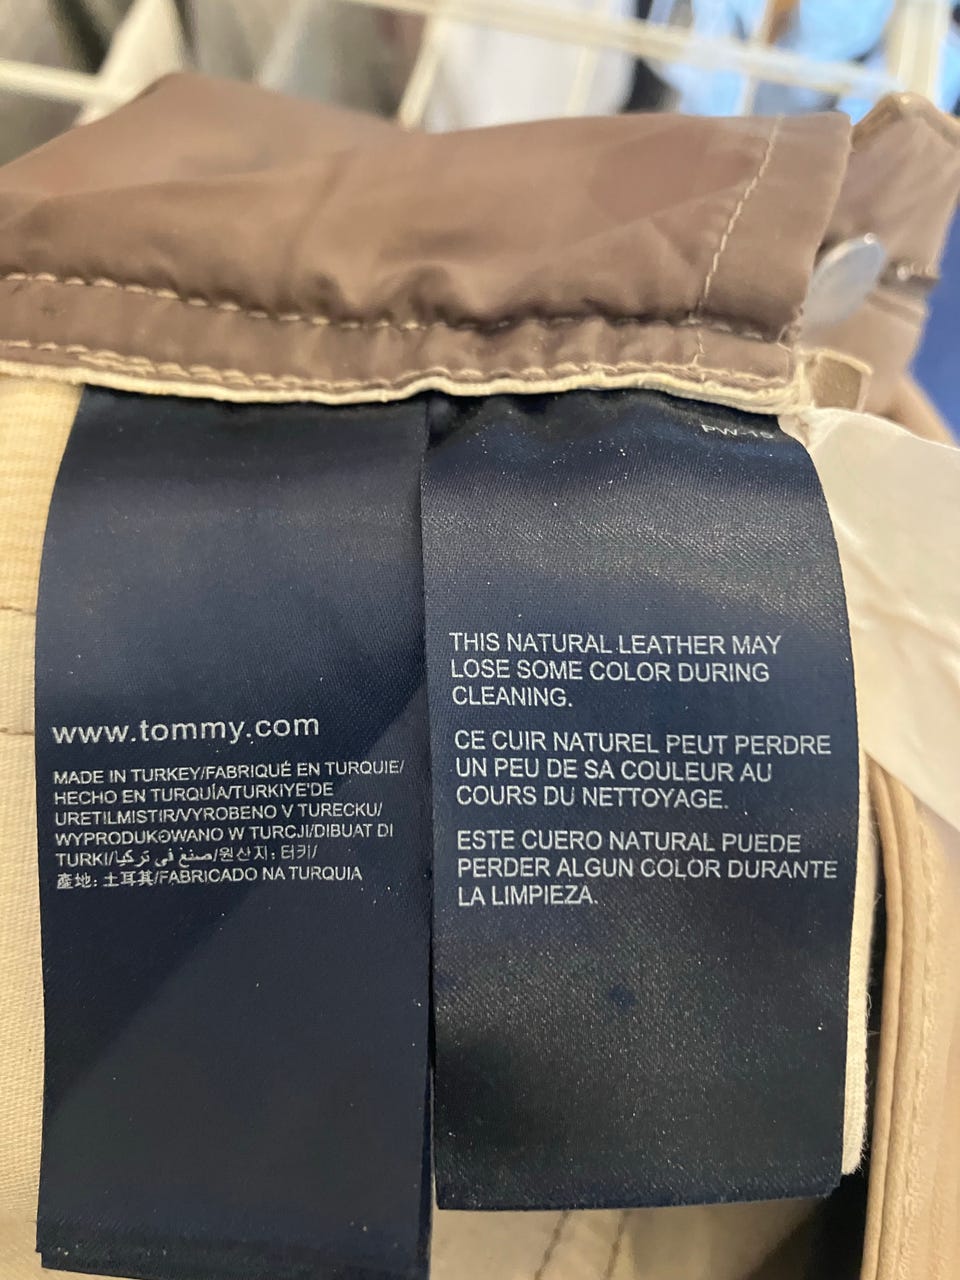 www.tommy.com
MADE IN TURKEY/FABRIQUÉ EN TURQUIE/
HECHO EN TURQUÍA/TURKIYE'DE
URETILMISTIR/VYROBENO V TURECKU/
WYPRODUKOWANO W TURCJI/DIBUAT DI
TURKI/صنع في تركيا/원산지: 터키/
產地: 土耳其/FABRICADO NA TURQUIA
PW-15
THIS NATURAL LEATHER MAY
LOSE SOME COLOR DURING
CLEANING.
CE CUIR NATUREL PEUT PERDRE
UN PEU DE SA COULEUR AU
COURS DU NETTOYAGE.
ESTE CUERO NATURAL PUEDE
PERDER ALGUN COLOR DURANTE
LA LIMPIEZA.